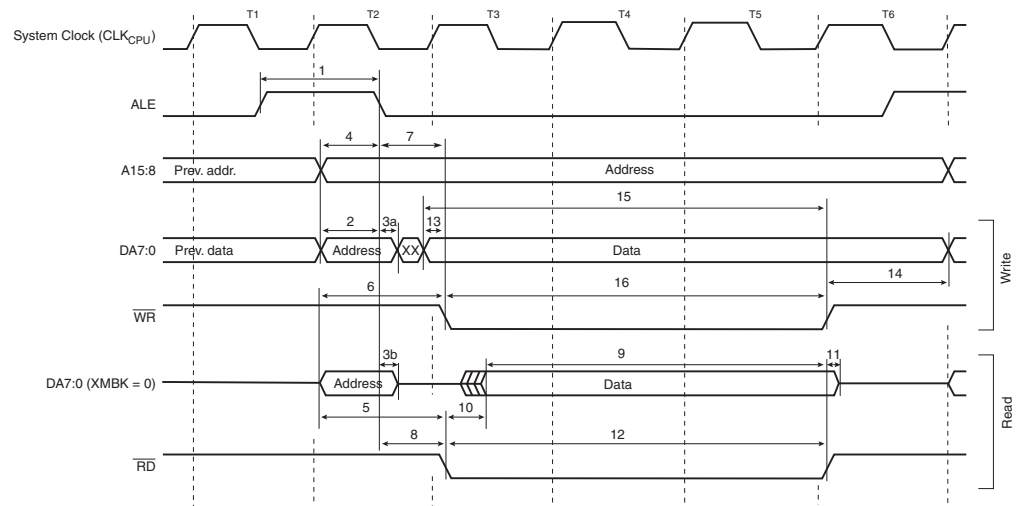 T1 T2 T3 T4 T5 T6
System Clock (CLKCPU)
1
ALE
4 7
A15:8 Prev. addr. Address
15
2 3a 13
DA7:0 Prev. data Address XX Data
14
6 16
WR
Write
3b 9 11
DA7:0 (XMBK = 0) Address Data
5 10
8 12
RD
Read